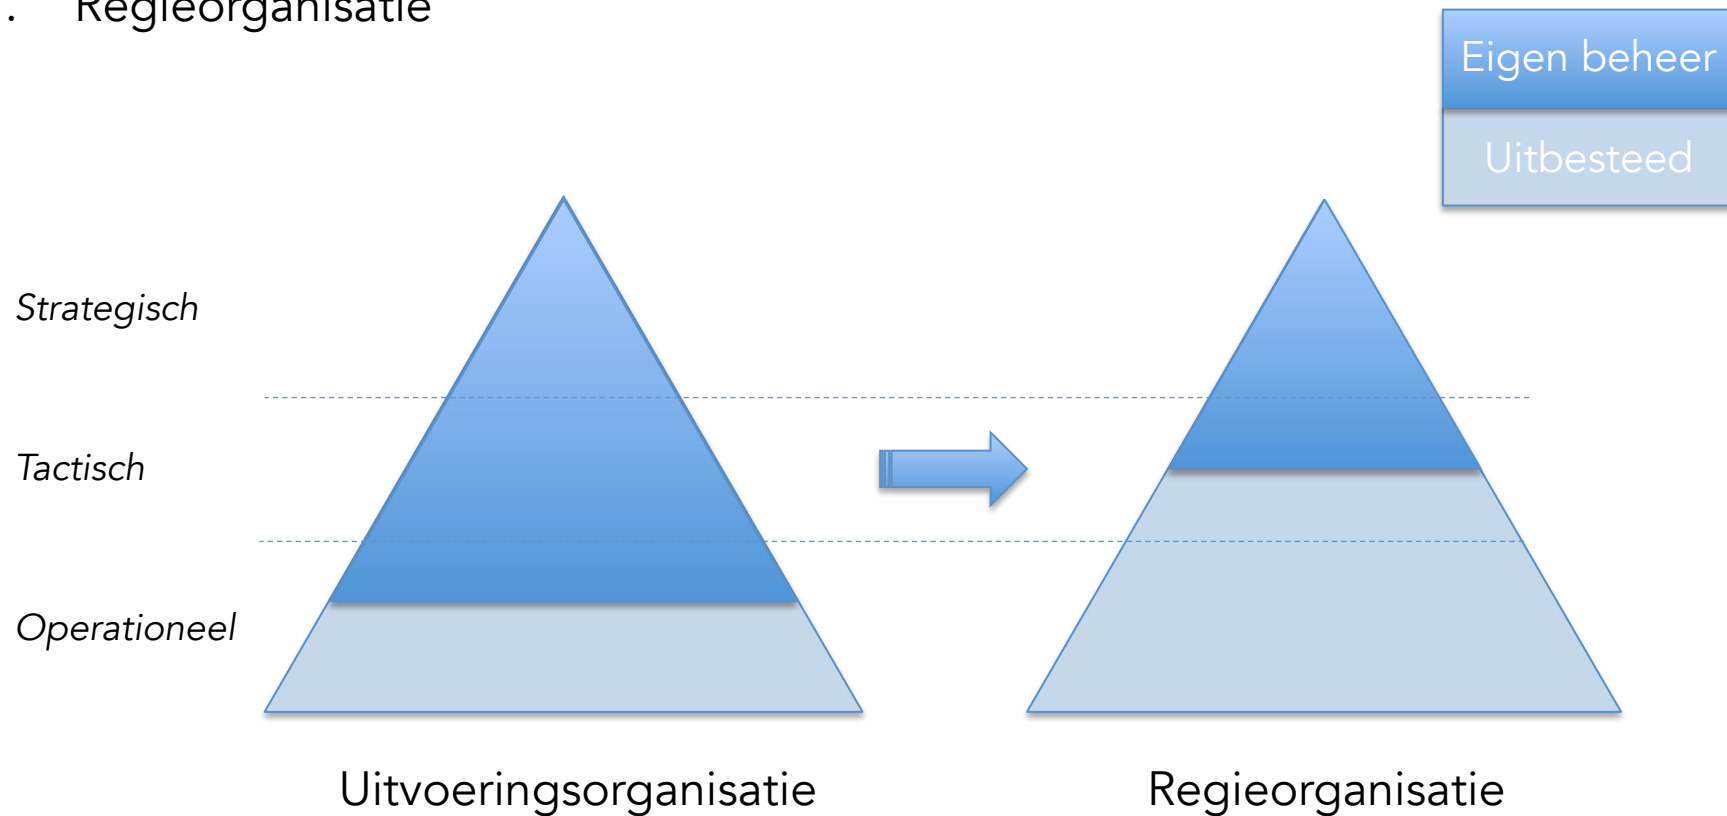 . Regieorganisatie
Eigen beheer
Uitbesteed
Strategisch
Tactisch
Operationeel
Uitvoeringsorganisatie
Regieorganisatie